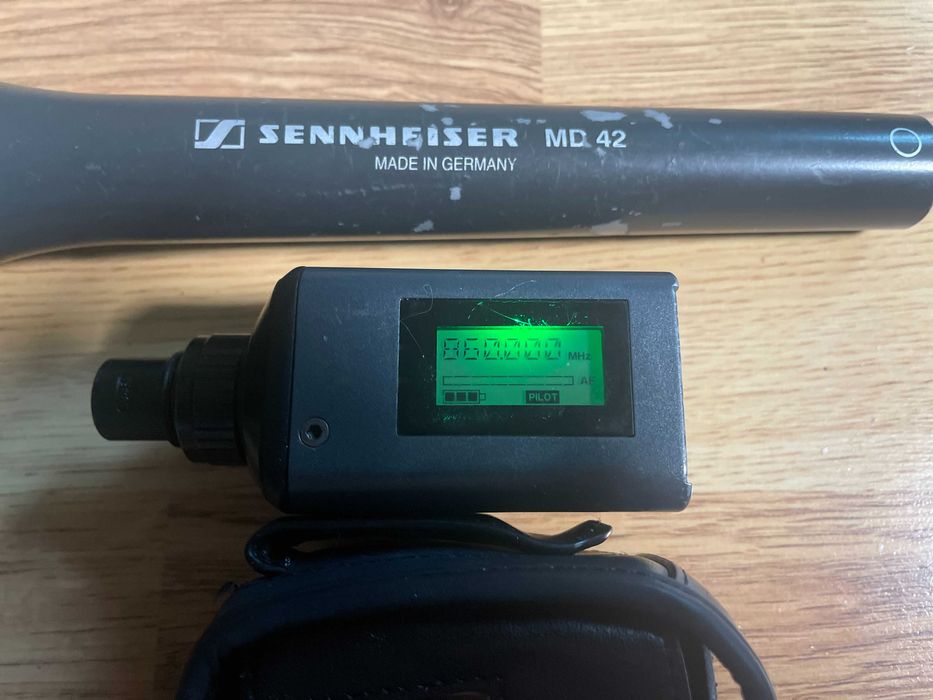 SENNHEISER MD 42
MADE IN GERMANY
860.000 MHz
AF
PILOT